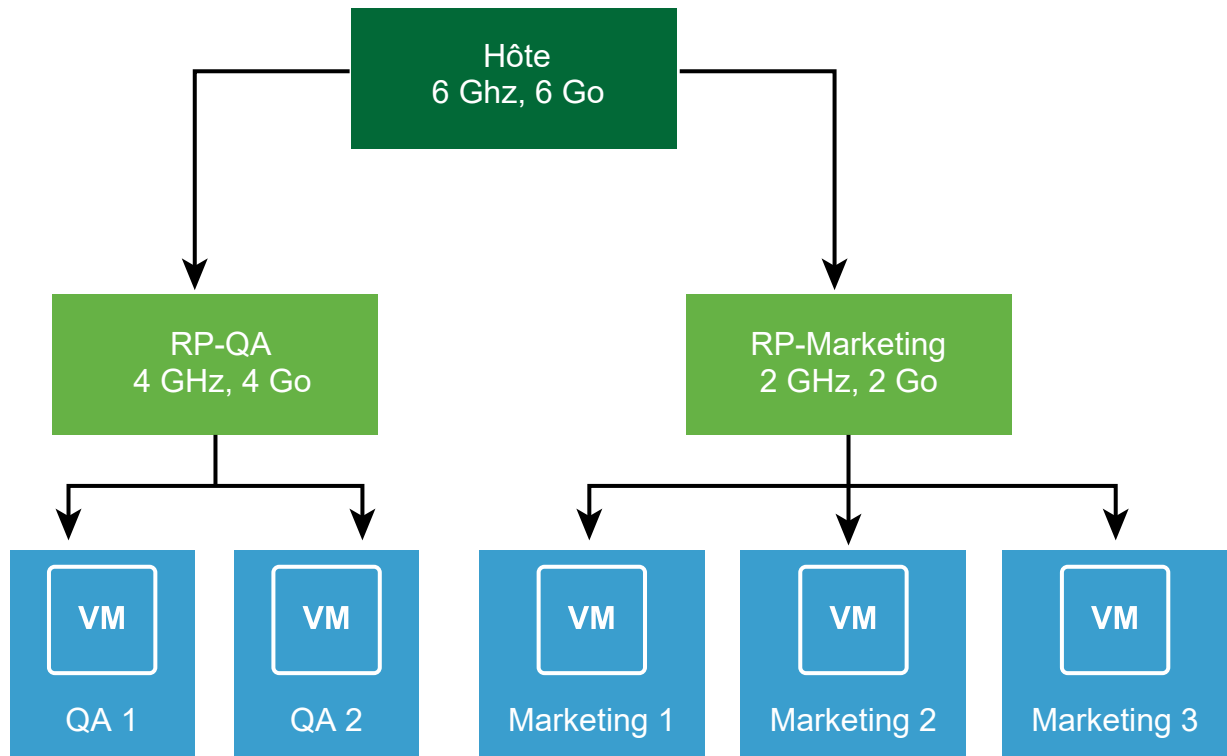 Hôte
6 Ghz, 6 Go
RP-QA
4 GHz, 4 Go
RP-Marketing
2 GHz, 2 Go
VM
VM
VM
VM
VM
QA 1
QA 2
Marketing 1
Marketing 2
Marketing 3